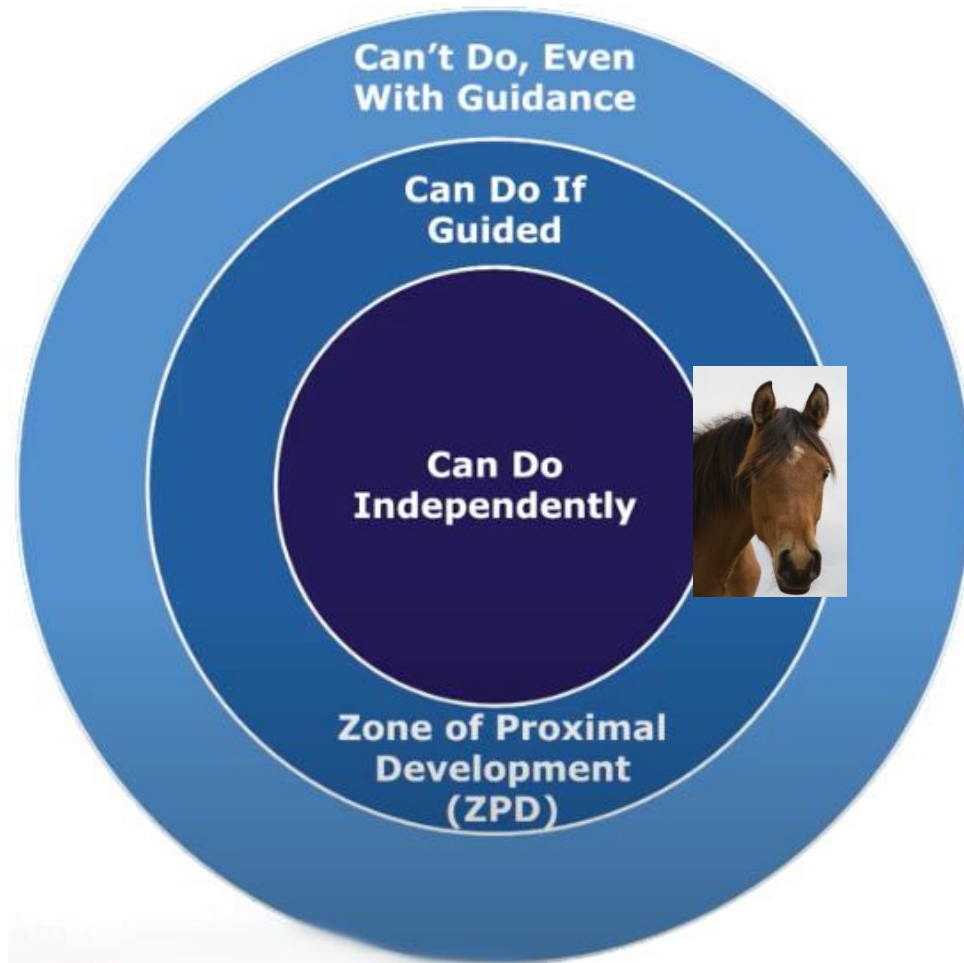 Can’t Do, Even
With Guidance
Can Do If
Guided
Can Do
Independently
Zone of Proximal
Development
(ZPD)